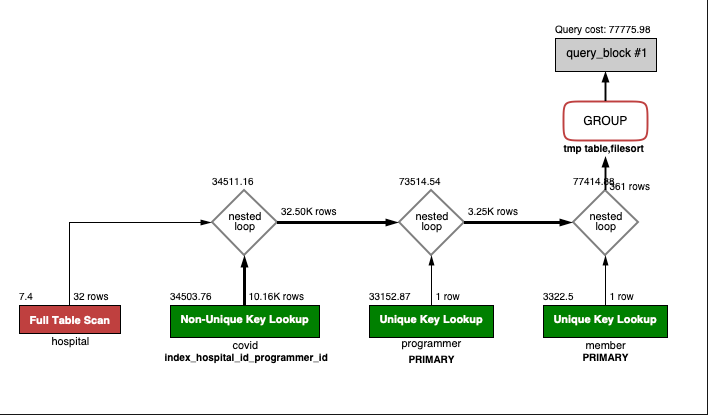 Query cost: 77775.98
query_block #1
GROUP
tmp table,filesort
34511.16
73514.54
77414.88
361 rows
nested
loop
32.50K rows
nested
loop
3.25K rows
nested
loop
7.4
32 rows
34503.76
10.16K rows
33152.87
1 row
3322.5
1 row
Full Table Scan
Non-Unique Key Lookup
Unique Key Lookup
Unique Key Lookup
hospital
covid
programmer
member
index_hospital_id_programmer_id
PRIMARY
PRIMARY